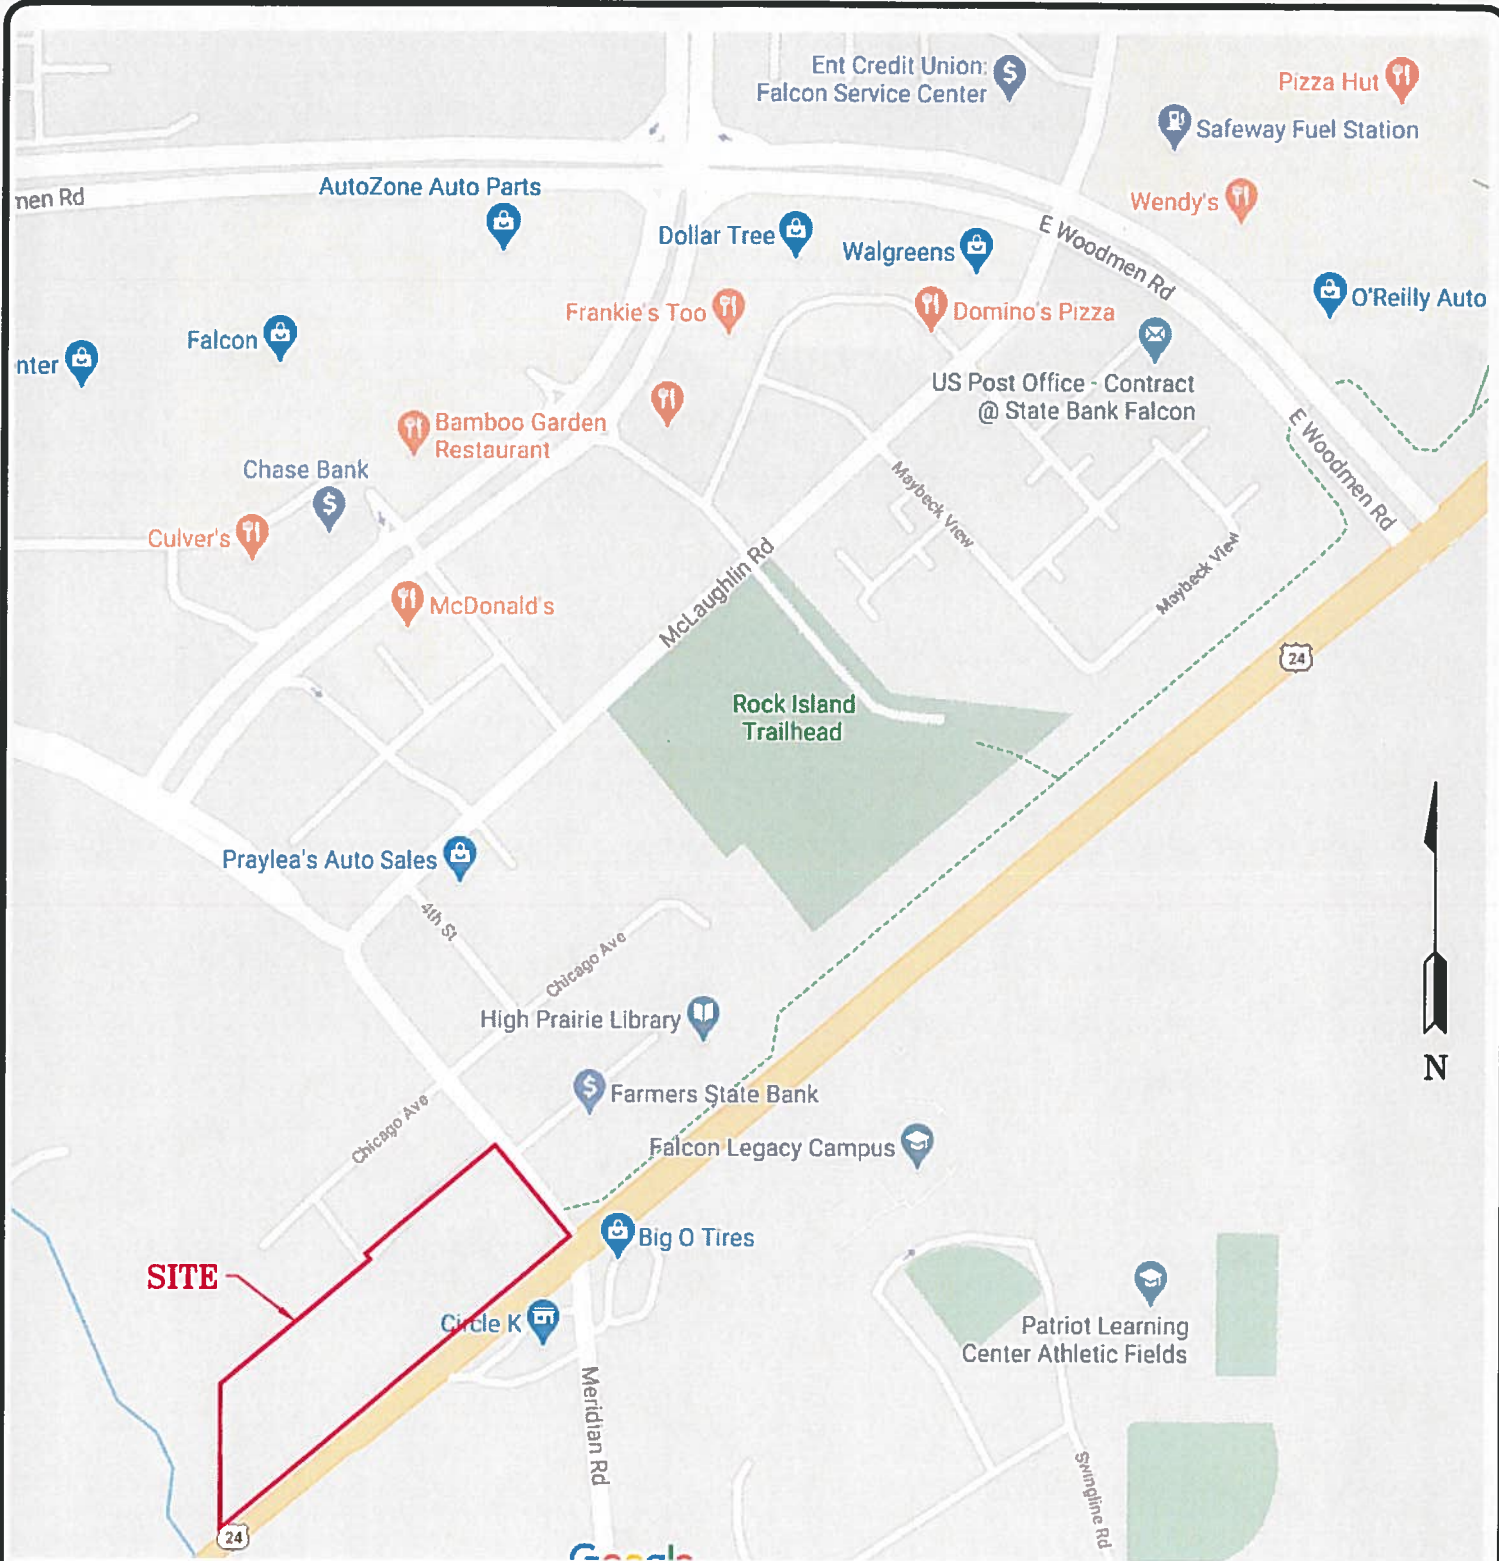 Ent Credit Union:
Falcon Service Center
Pizza Hut
Safeway Fuel Station
men Rd
AutoZone Auto Parts
Wendy's
Dollar Tree
Walgreens
E Woodmen Rd
O'Reilly Auto
Frankie's Too
Domino's Pizza
Falcon
nter
US Post Office - Contract
@ State Bank Falcon
Bamboo Garden
Restaurant
E Woodmen Rd
Chase Bank
Maybeck View
Culver's
McLaughlin Rd
Maybeck View
McDonald's
24
Rock Island
Trailhead
Praylea's Auto Sales
4th St
Chicago Ave
High Prairie Library
N
Farmers State Bank
Chicago Ave
Falcon Legacy Campus
Big O Tires
SITE
Circle K
Patriot Learning
Center Athletic Fields
Meridian Rd
Swingline Rd
24
Google